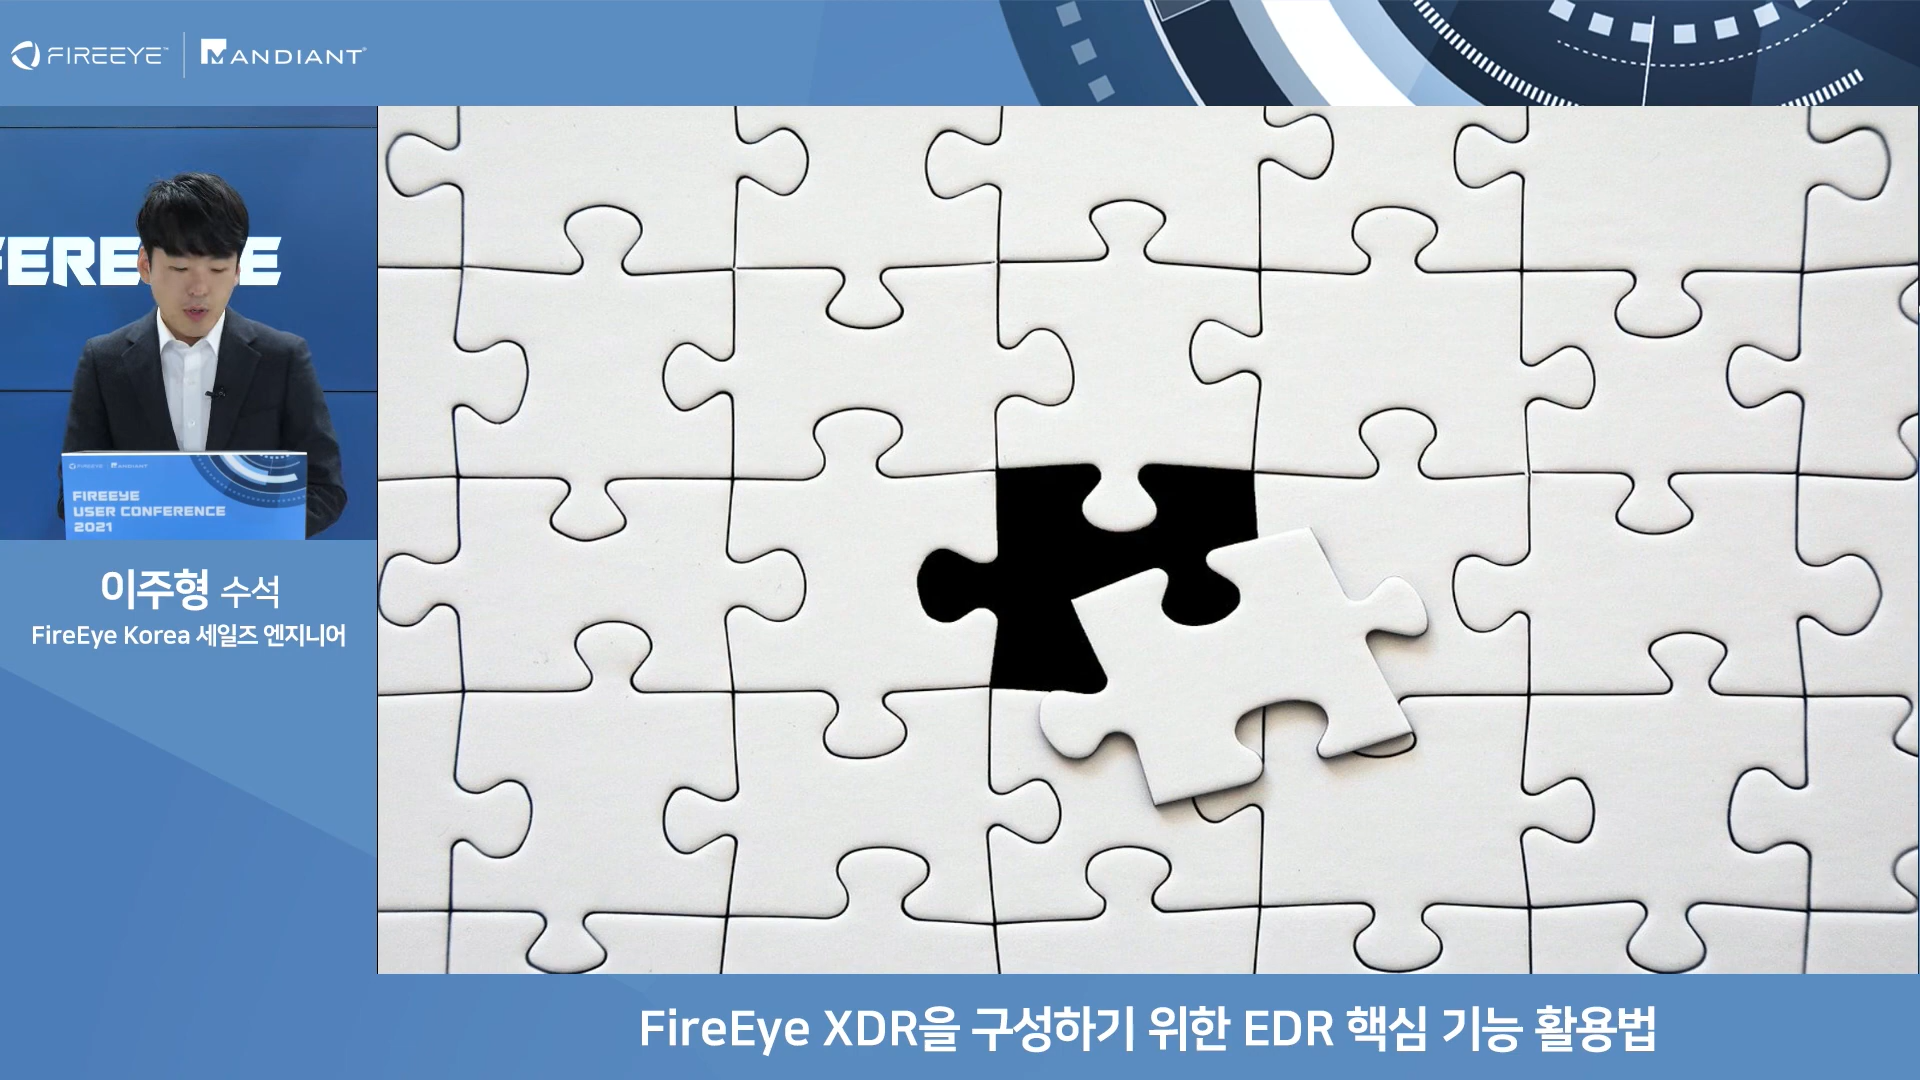 FIREEYE™ MANDIANT®
FIREEYE MANDIANT
FIREEYE
USER CONFERENCE
2021
이주형 수석
FireEye Korea 세일즈 엔지니어
FireEye XDR을 구성하기 위한 EDR 핵심 기능 활용법